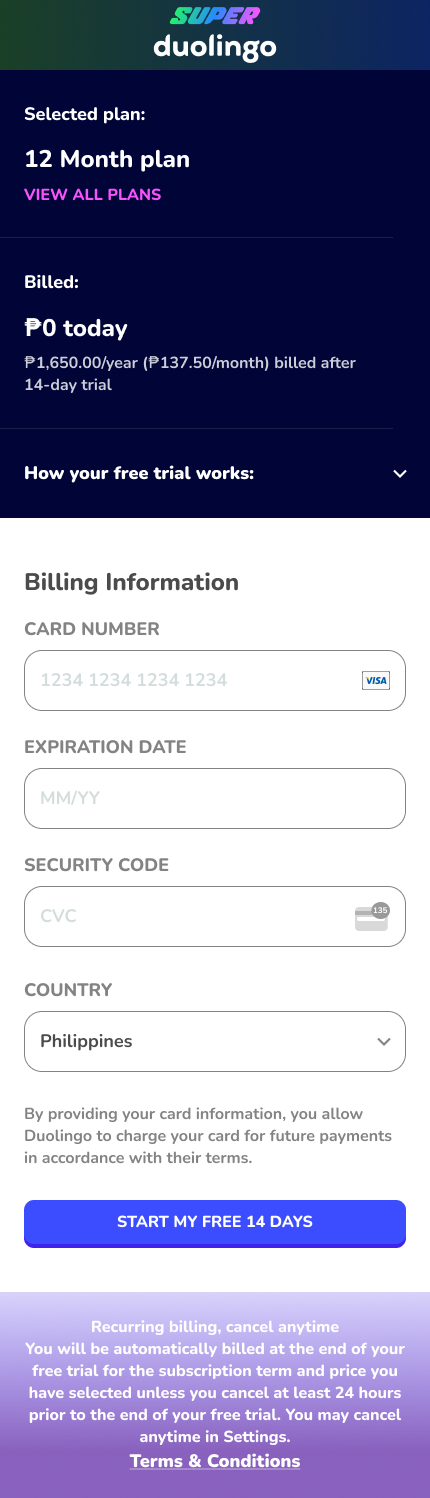 SUPER
duolingo
Selected plan:
12 Month plan
VIEW ALL PLANS
Billed:
₱0 today
₱1,650.00/year (₱137.50/month) billed after
14-day trial
How your free trial works:
Billing Information
CARD NUMBER
1234 1234 1234 1234
VISA
EXPIRATION DATE
MM/YY
SECURITY CODE
CVC
135
COUNTRY
Philippines
By providing your card information, you allow
Duolingo to charge your card for future payments
in accordance with their terms.
START MY FREE 14 DAYS
Recurring billing, cancel anytime
You will be automatically billed at the end of your
free trial for the subscription term and price you
have selected unless you cancel at least 24 hours
prior to the end of your free trial. You may cancel
anytime in Settings.
Terms & Conditions